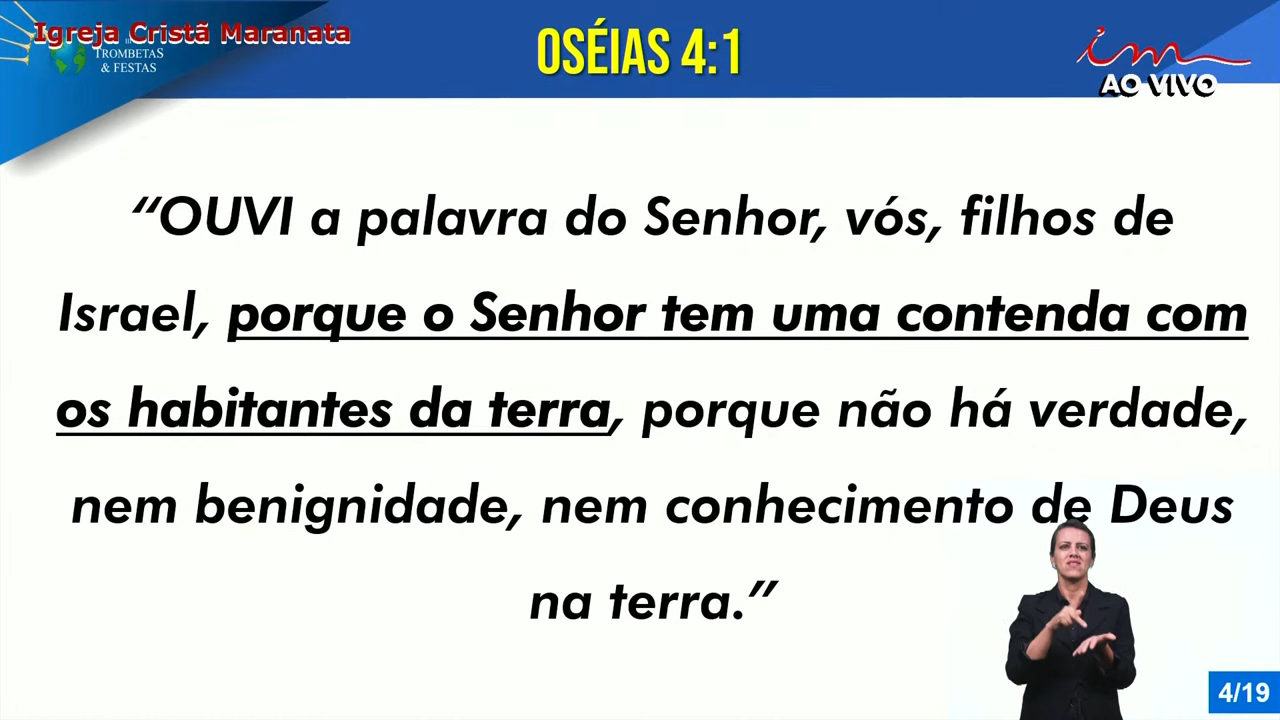 Igreja Cristã Maranata
TROMBETAS
& FESTAS
OSÉIAS 4:1
im
AO VIVO
“OUVI a palavra do Senhor, vós, filhos de
Israel, porque o Senhor tem uma contenda com
os habitantes da terra, porque não há verdade,
nem benignidade, nem conhecimento de Deus
na terra.”
4/19